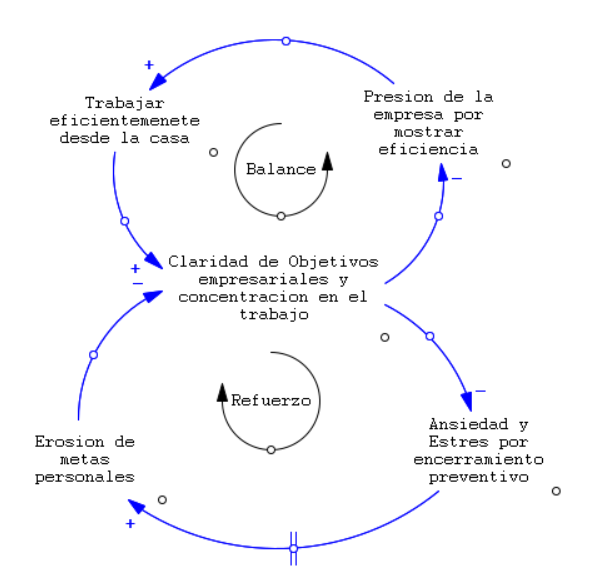 +
Trabajar
eficientemenete
desde la casa
Presion de la
empresa por
mostrar
eficiencia
−
Balance
+
−
Claridad de Objetivos
empresariales y
concentracion en el
trabajo
Refuerzo
−
Erosion de
metas
personales
Ansiedad y
Estres por
encerramiento
preventivo
+